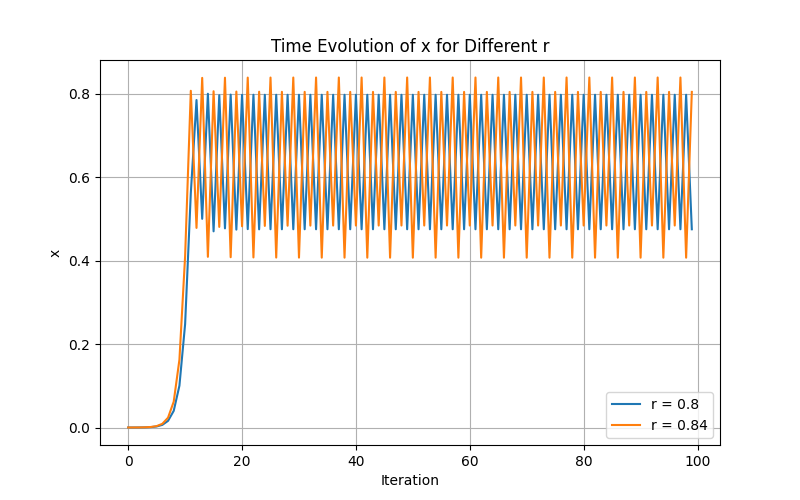 Time Evolution of x for Different r
0.8
0.6
0.4
0.2
0.0
x
0
20
40
60
80
100
Iteration
r = 0.8
r = 0.84